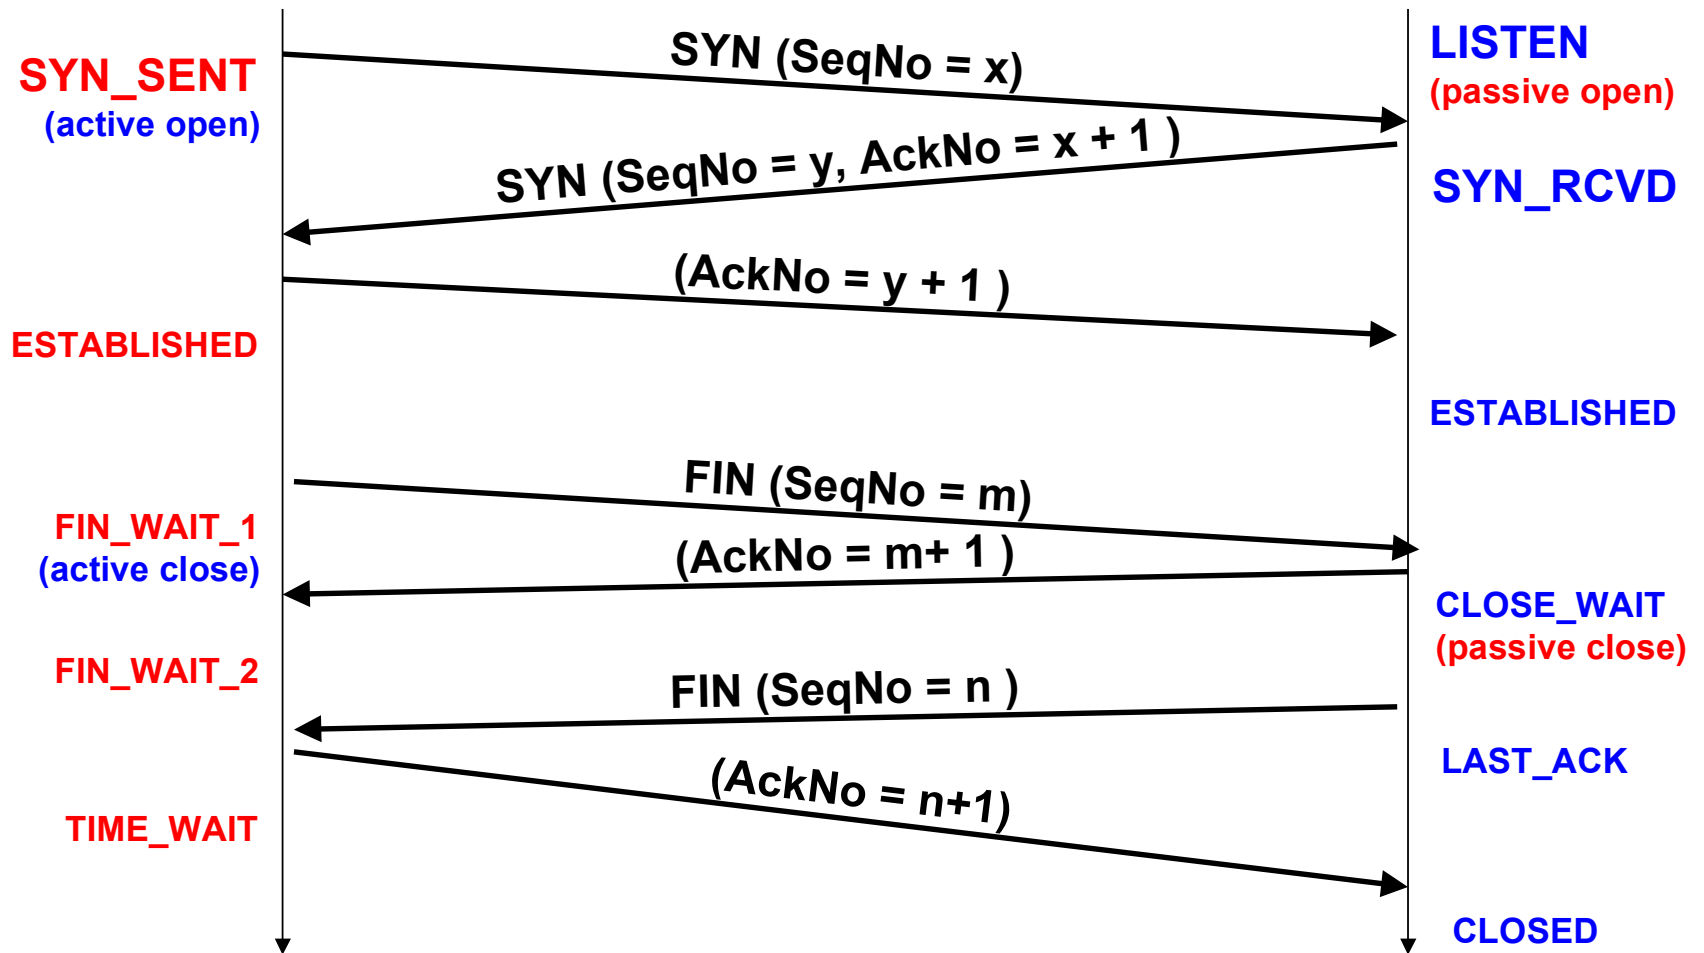 SYN (SeqNo = x)
LISTEN
(passive open)
SYN_SENT
(active open)
SYN (SeqNo = y, AckNo = x + 1 )
SYN_RCVD
(AckNo = y + 1 )
ESTABLISHED
ESTABLISHED
FIN (SeqNo = m)
FIN_WAIT_1
(active close)
(AckNo = m+ 1 )
CLOSE_WAIT
(passive close)
FIN_WAIT_2
FIN (SeqNo = n )
LAST_ACK
(AckNo = n+1)
TIME_WAIT
CLOSED